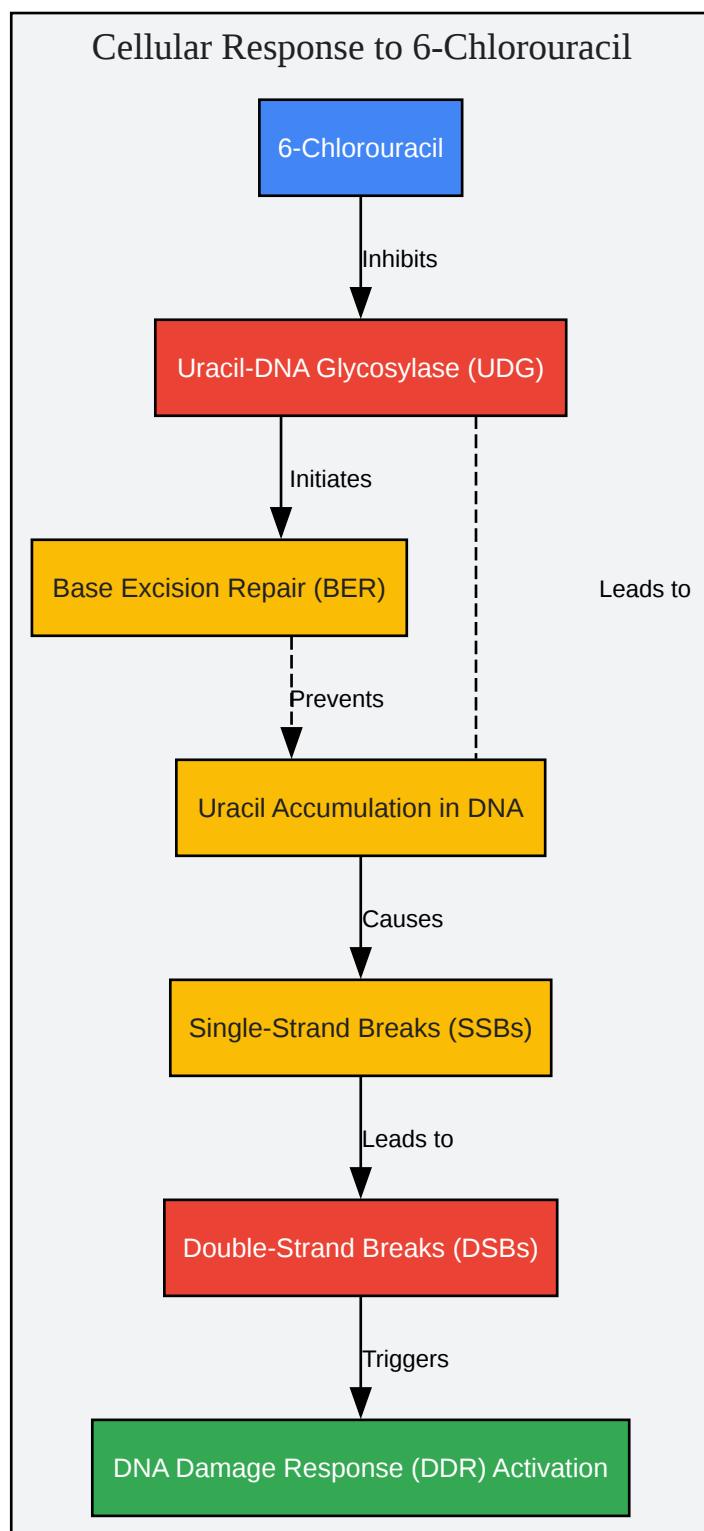 Cellular Response to 6-Chlorouracil
6-Chlorouracil
Inhibits
Uracil-DNA Glycosylase (UDG)
Initiates
Base Excision Repair (BER)
Leads to
Prevents
Uracil Accumulation in DNA
Causes
Single-Strand Breaks (SSBs)
Leads to
Double-Strand Breaks (DSBs)
Triggers
DNA Damage Response (DDR) Activation